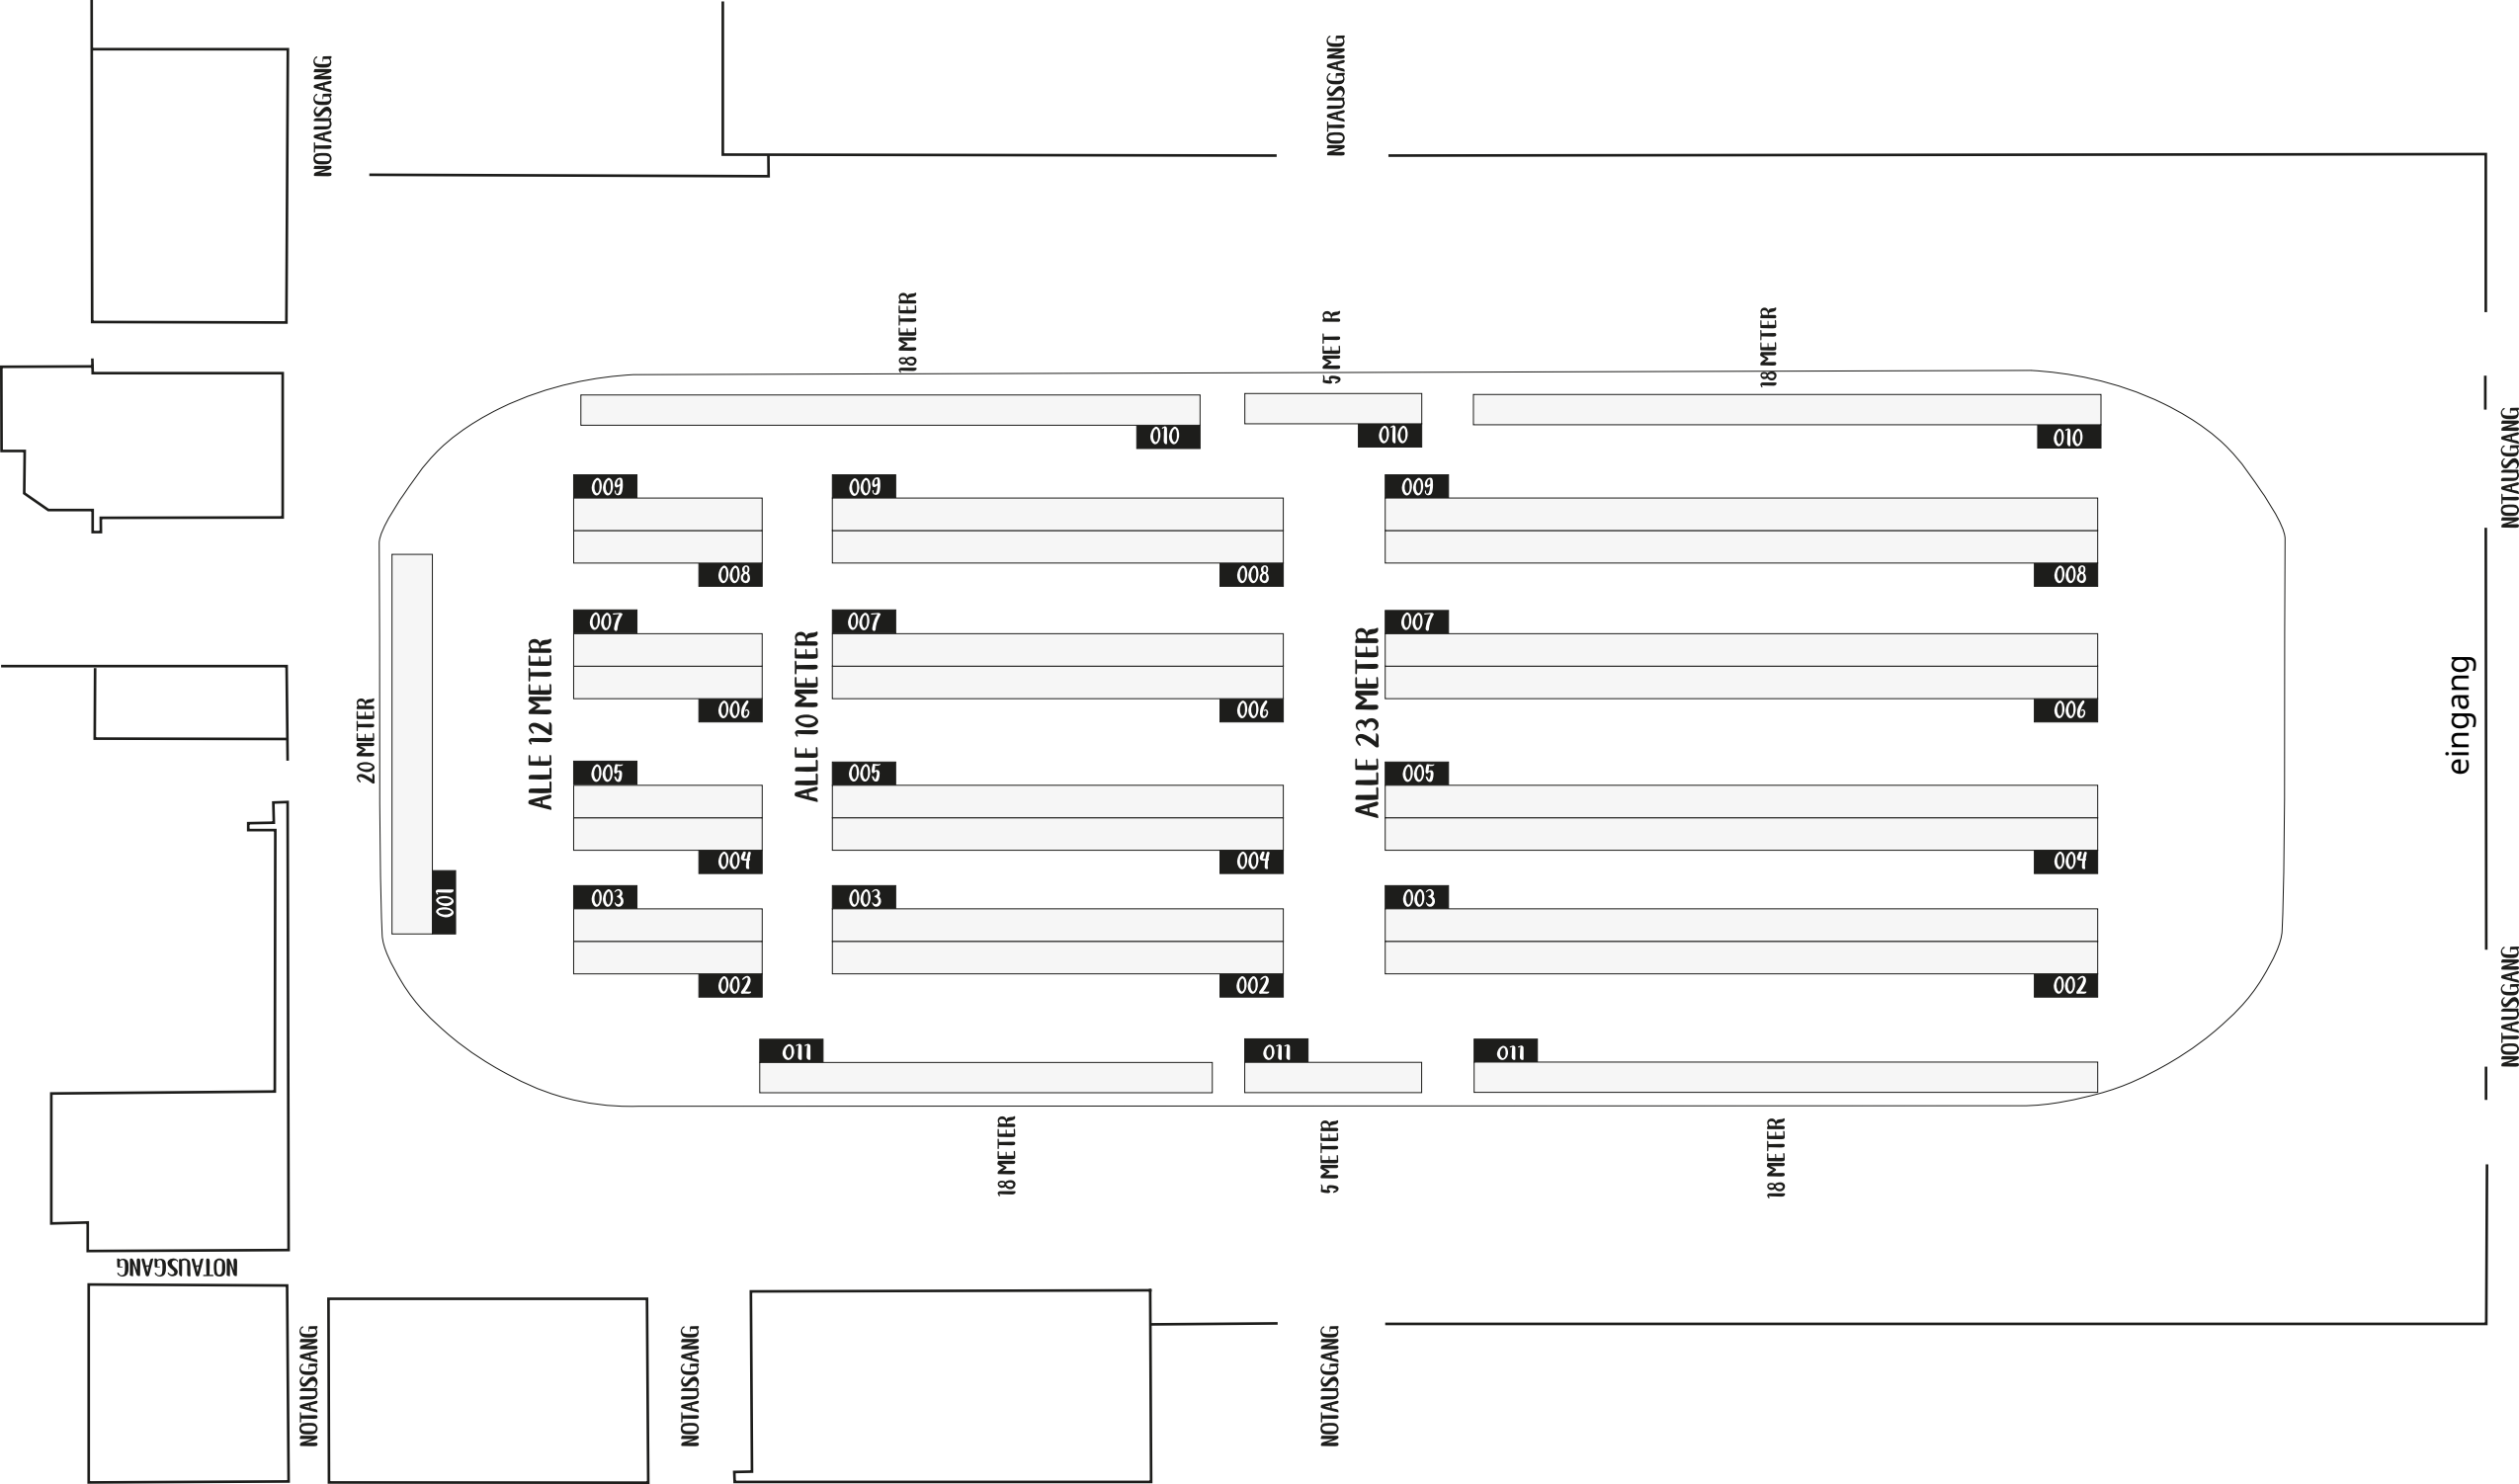 NOTAUSGANG
NOTAUSGANG
18 METER
5 MET R
18 METER
010
010
010
NOTAUSGANG
009
009
009
008
008
008
007
007
007
ALLE 12 METER
ALLE 10 METER
ALLE 23 METER
eingang
20 METER
006
006
006
005
005
005
004
004
004
001
003
003
003
002
002
002
NOTAUSGANG
011
011
011
18 METER
5 METER
18 METER
NOTAUSGANG
NOTAUSGANG
NOTAUSGANG
NOTAUSGANG